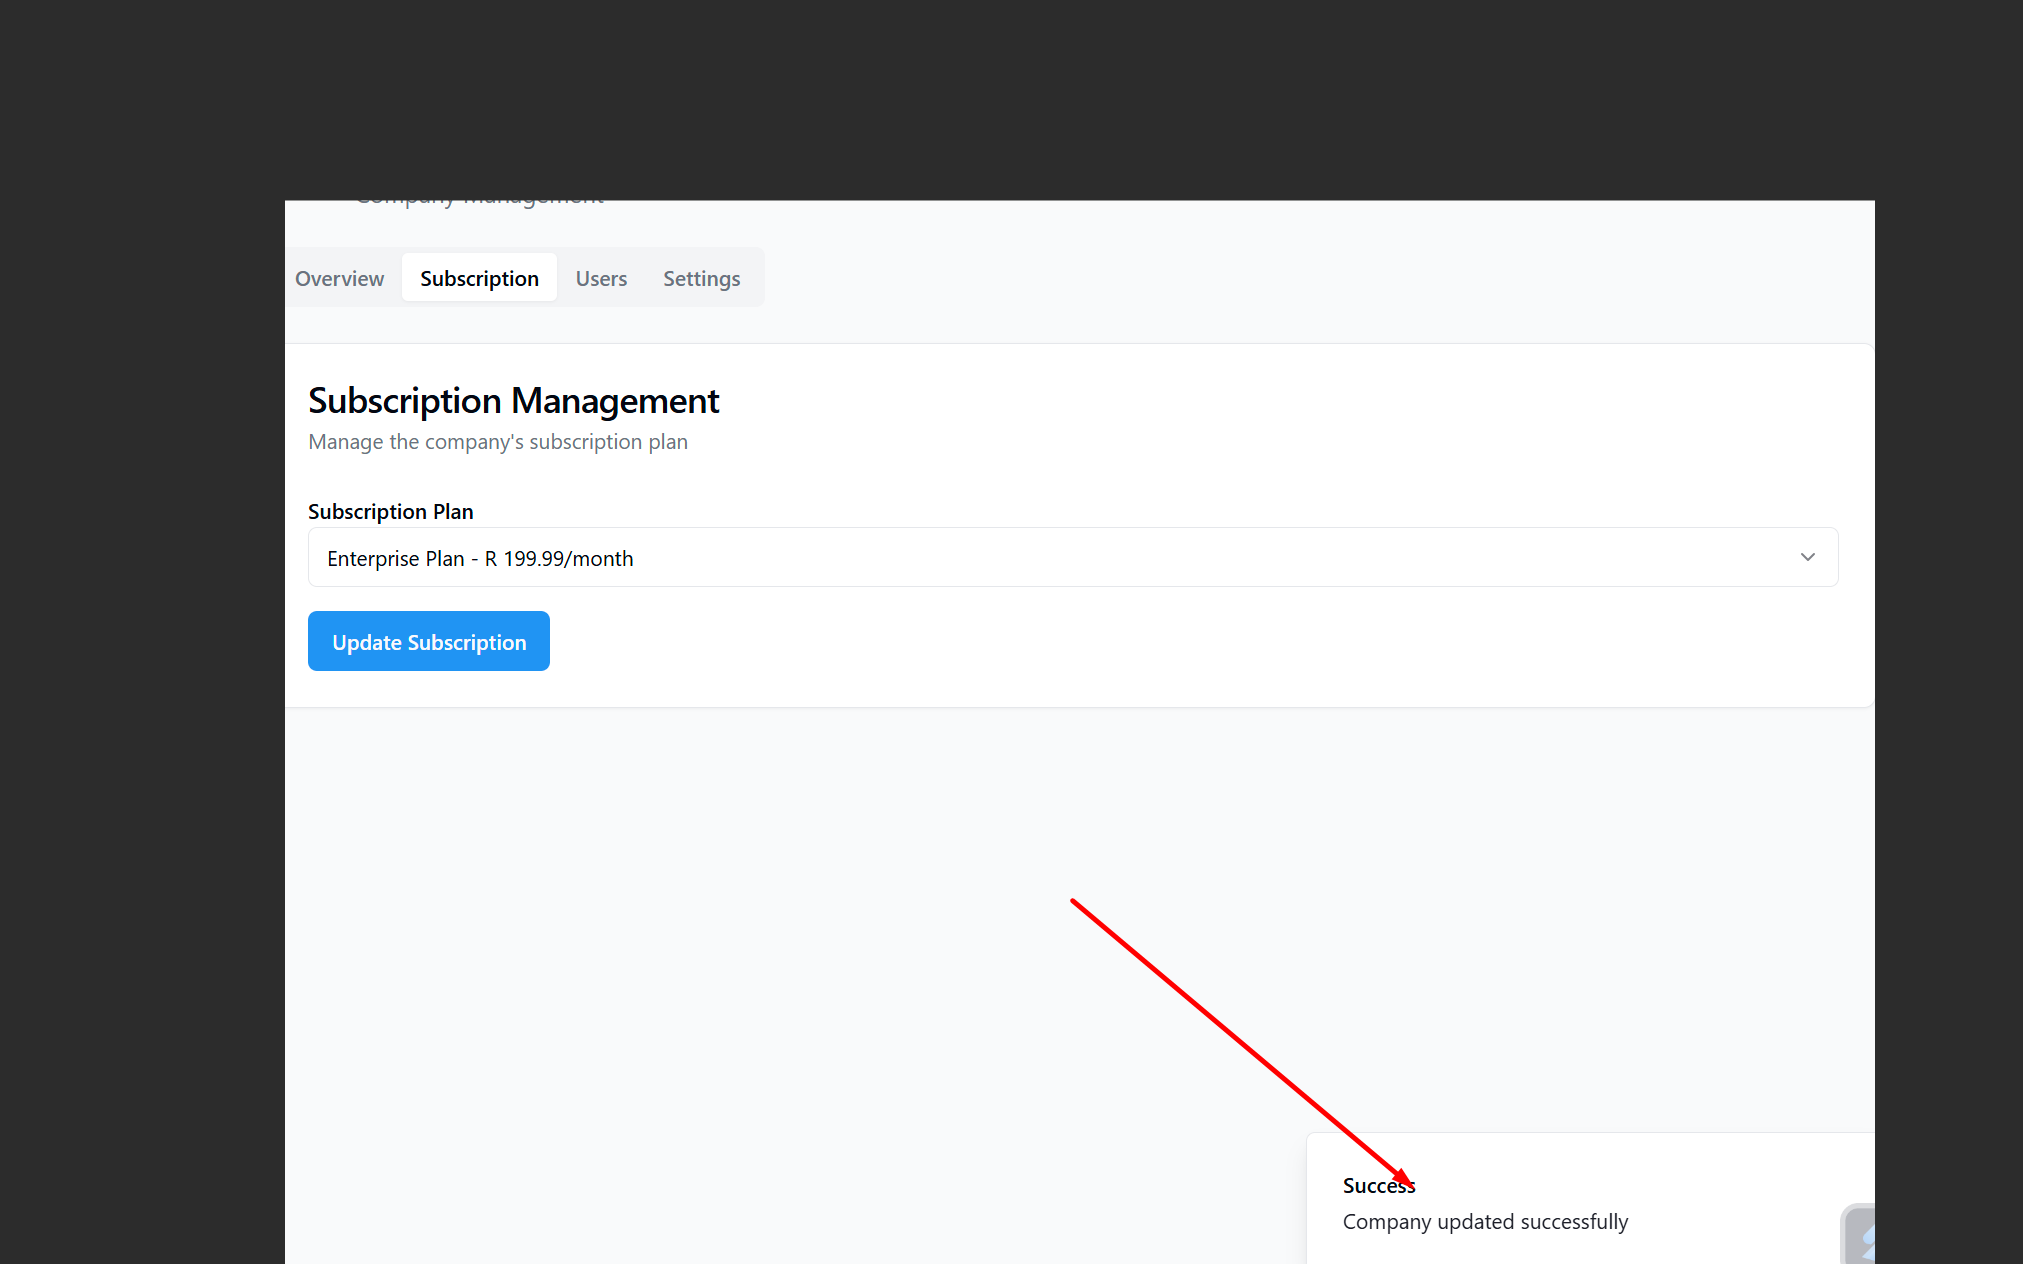 Company Management
Overview Subscription Users Settings
Subscription Management
Manage the company's subscription plan
Subscription Plan
Enterprise Plan - R 199.99/month
Update Subscription
Success
Company updated successfully